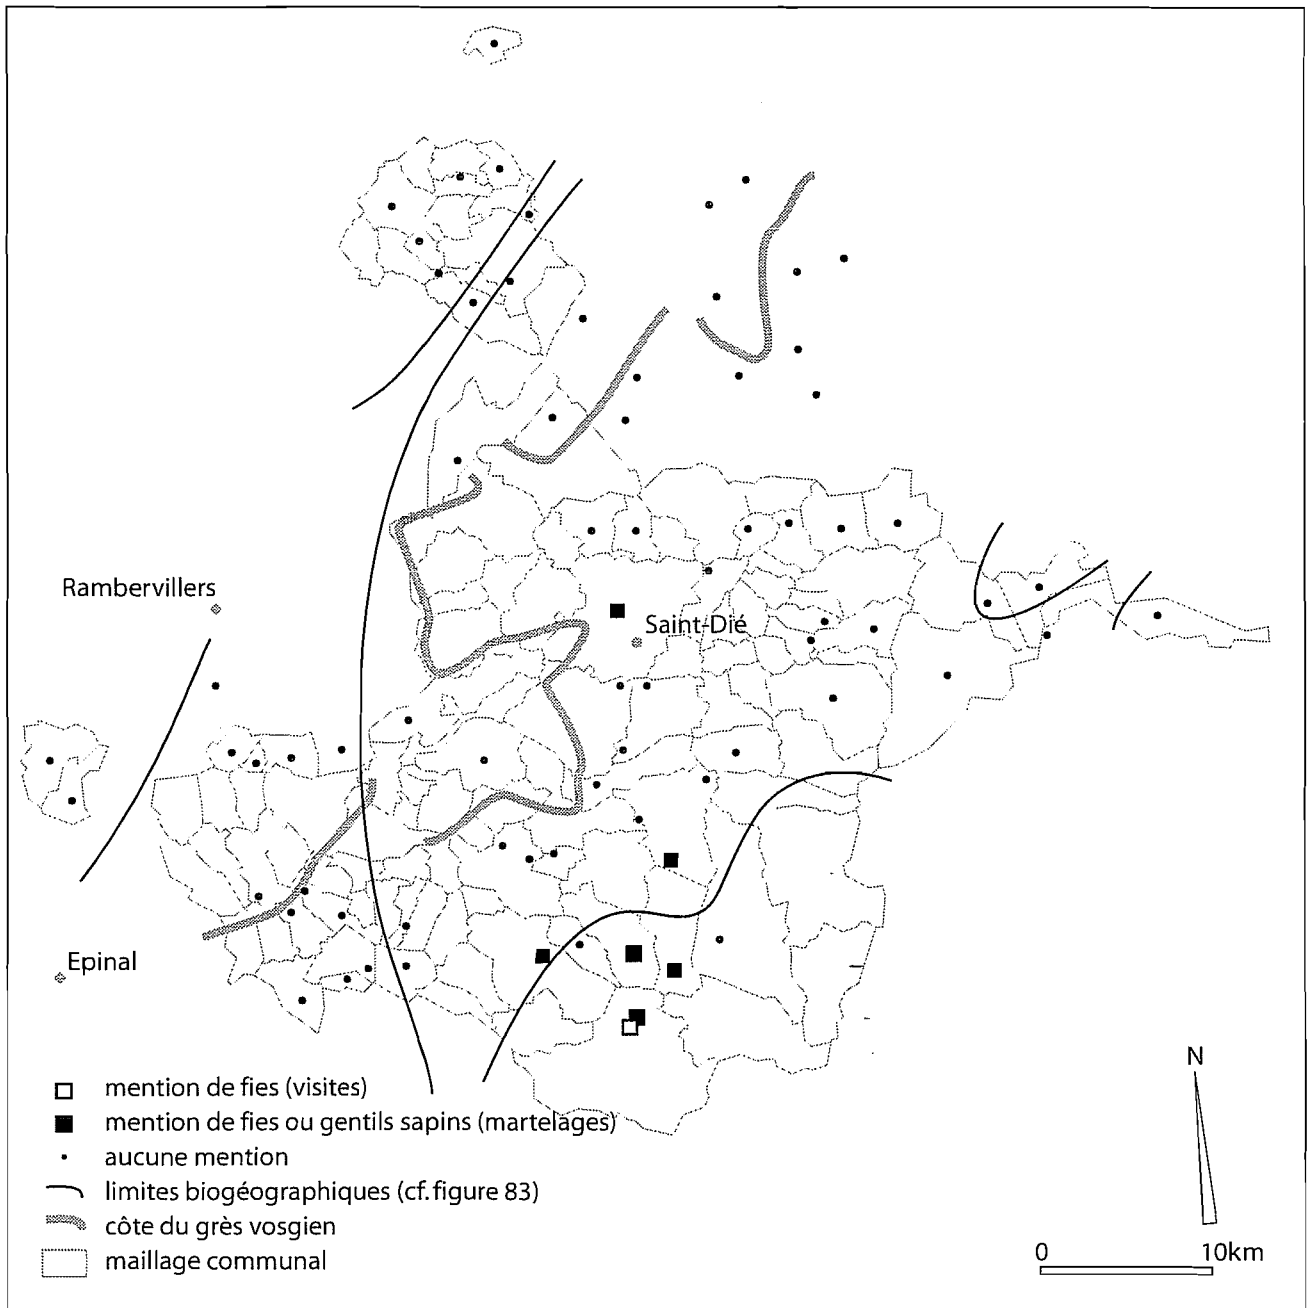 Rambervillers
Saint-Dié
Epinal
N
mention de fies (visites)
mention de fies ou gentils sapins (martelages)
aucune mention
limites biogéographiques (cf. figure 83)
côte du grès vosgien
maillage communal
0 10km